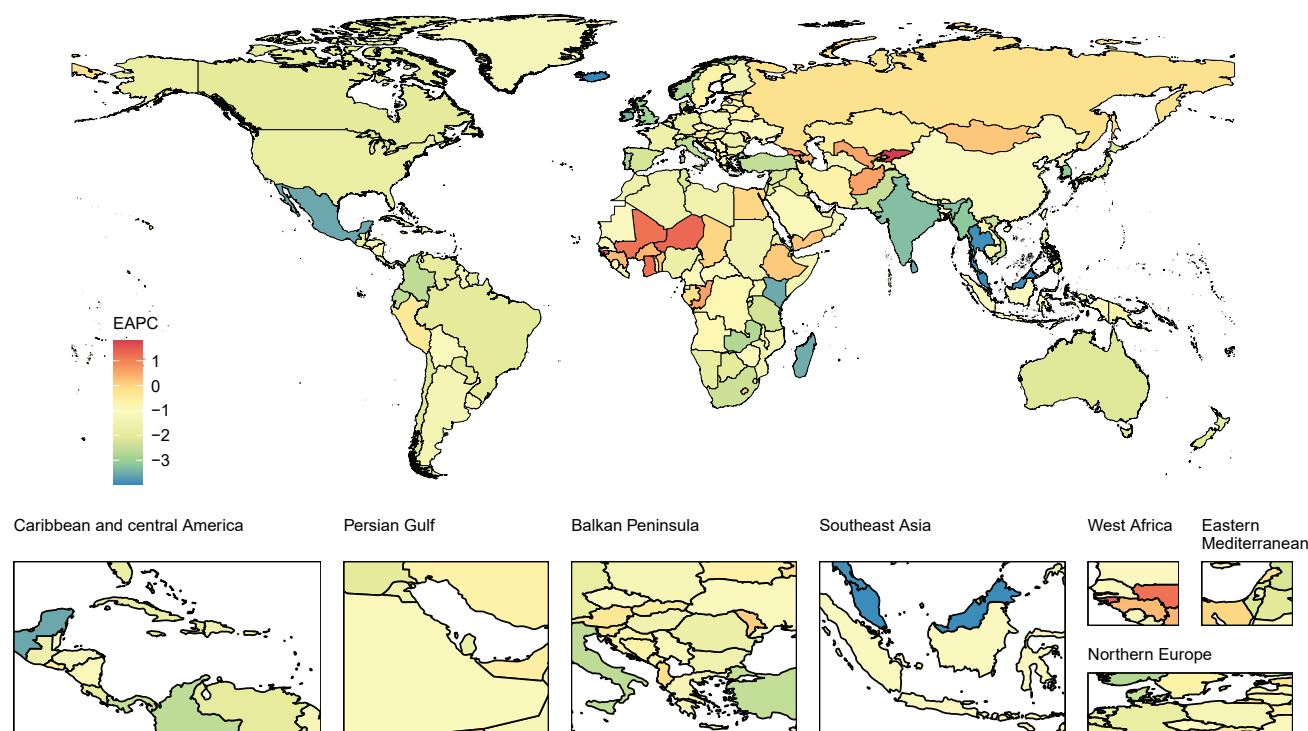 EAPC
1
0
−1
−2
−3
Caribbean and central America
Persian Gulf
Balkan Peninsula
Southeast Asia
West Africa
Eastern
Mediterranean
Northern Europe